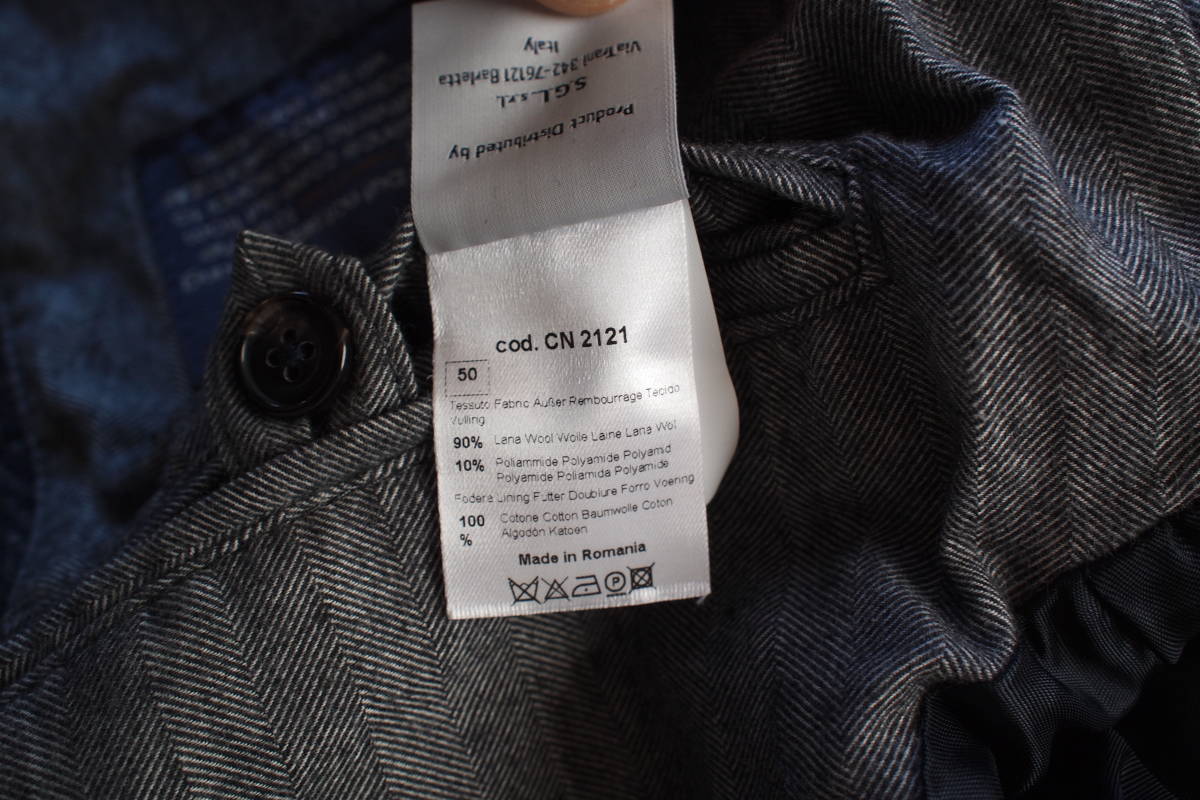 Product Distributed by
S.G.L. s.r.l.
Via Trani 342-76121 Barletta
Italy
cod. CN 2121
50
Tessuto Fabric Außer Rembourrage Tecido
Vulling
90% Lana Wool Wolle Laine Lana Wol
10% Poliammide Polyamide Polyamid
Polyamide Poliamida Polyamide
Fodera Lining Futter Doublure Forro Voering
100 Cotone Cotton Baumwolle Coton
% Algodón Katoen
Made in Romania
P